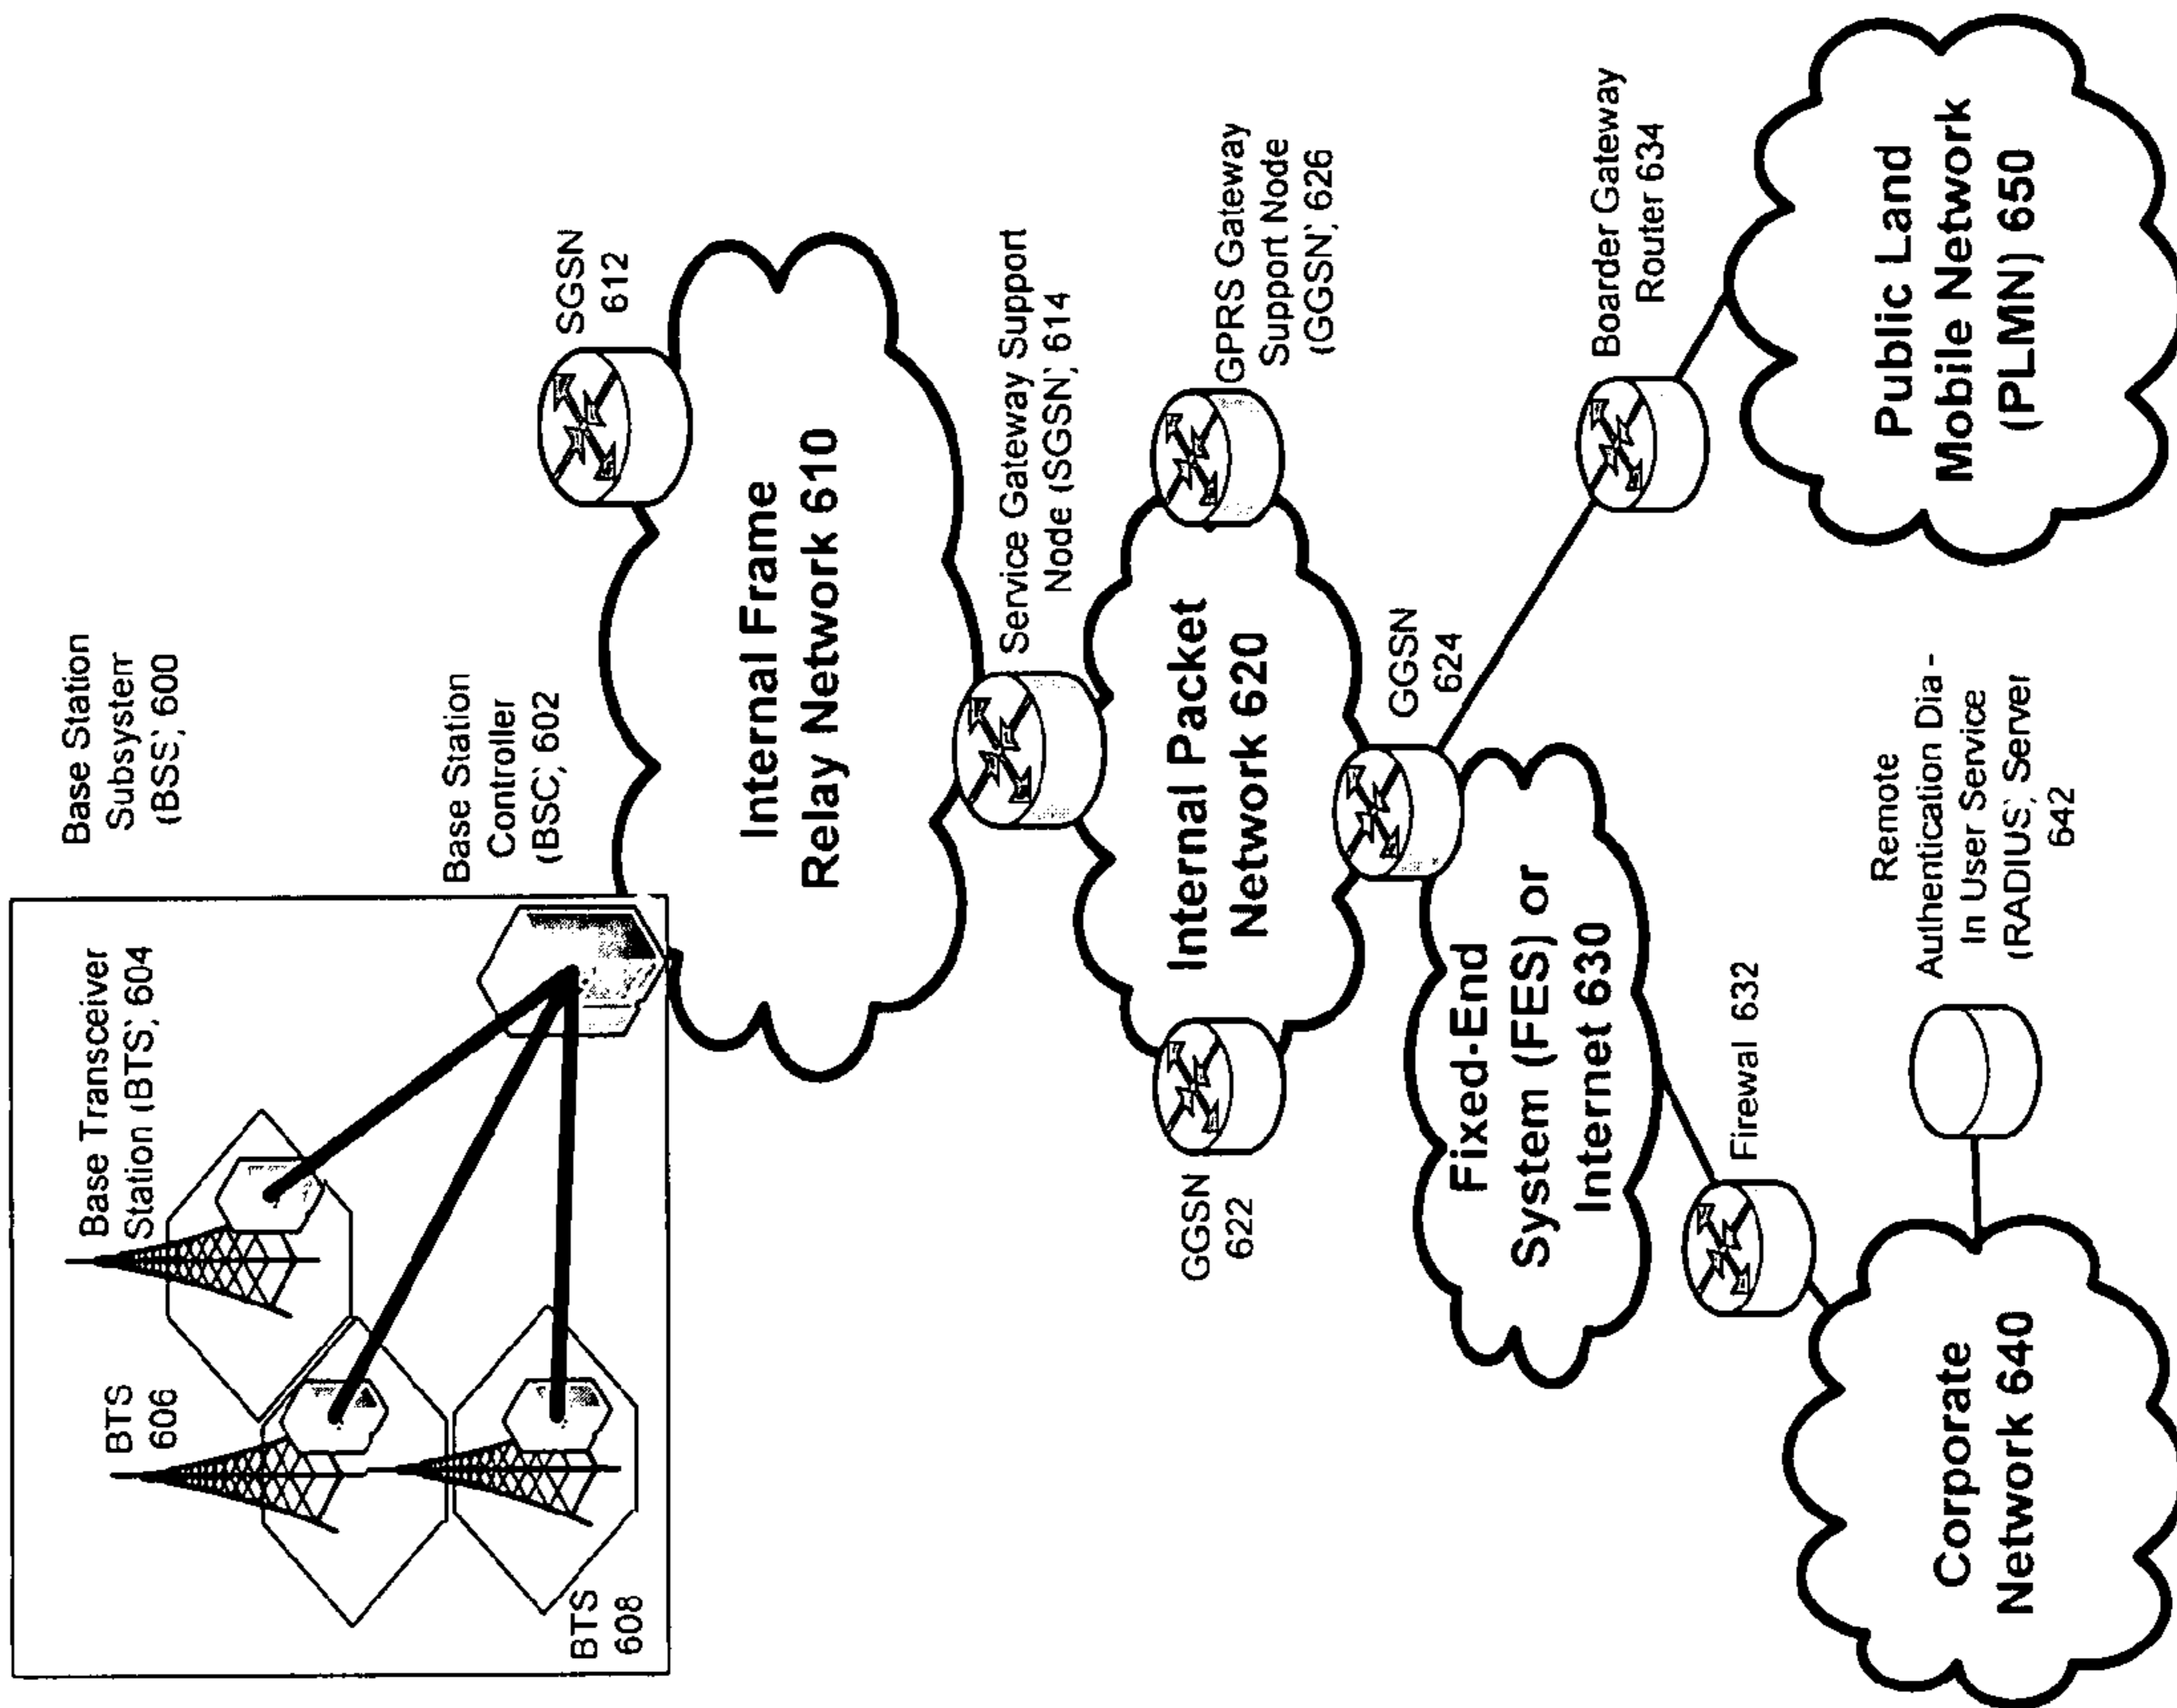 Base Station
Subsystem
(BSS) 600
Base Transceiver
Station (BTS) 604
BTS
606
BTS
608
Base Station
Controller
(BSC) 602
SGSN
612
Internal Frame
Relay Network 610
Service Gateway Support
Node (SGSN) 614
GPRS Gateway
Support Node
(GGSN) 626
Internal Packet
Network 620
GGSN
622
GGSN
624
Boarder Gateway
Router 634
Fixed-End
System (FES) or
Internet 630
Firewal 632
Remote
Authentication Dia -
In User Service
(RADIUS) Server
642
Corporate
Network 640
Public Land
Mobile Network
(PLMN) 650